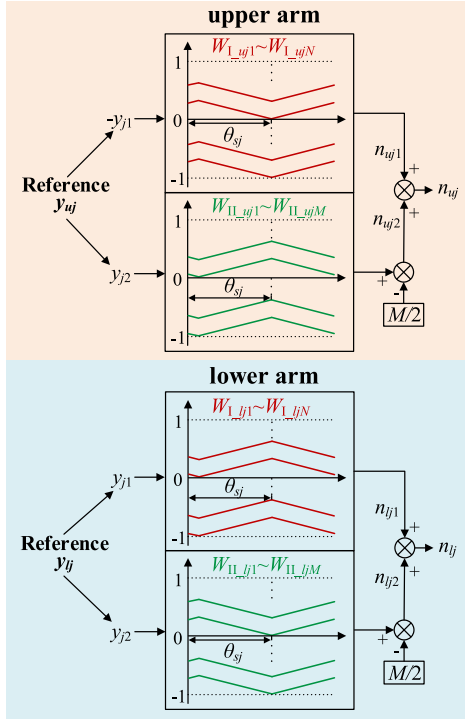 upper arm
W_I_uj1~W_I_ujN
1
0
-1
θ_sj
-y_j1
Reference
y_uj
y_j2
W_II_uj1~W_II_ujM
1
0
-1
θ_sj
n_uj1
+
n_uj
+
n_uj2
+
-
M/2
lower arm
W_I_lj1~W_I_ljN
1
0
-1
θ_sj
y_j1
Reference
y_lj
y_j2
W_II_lj1~W_II_ljM
1
0
-1
θ_sj
n_lj1
+
n_lj
+
n_lj2
+
-
M/2